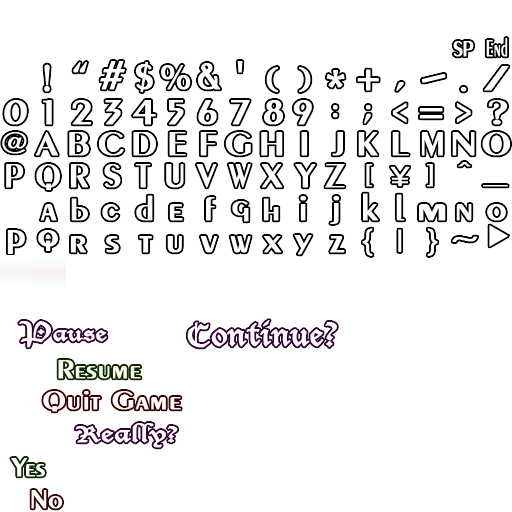 SP End
! “ # $ % & ' ( ) * + , – . /
0 1 2 3 4 5 6 7 8 9 : ; < = > ?
@ A B C D E F G H I J K L M N O
P Q R S T U V W X Y Z [ ¥ ] ^ _
A b c d E f g h i j k l m N o
P Q R S T U V W X Y Z { | } ~ ▷
Pause Continue?
Resume
Quit Game
Really?
Yes
No